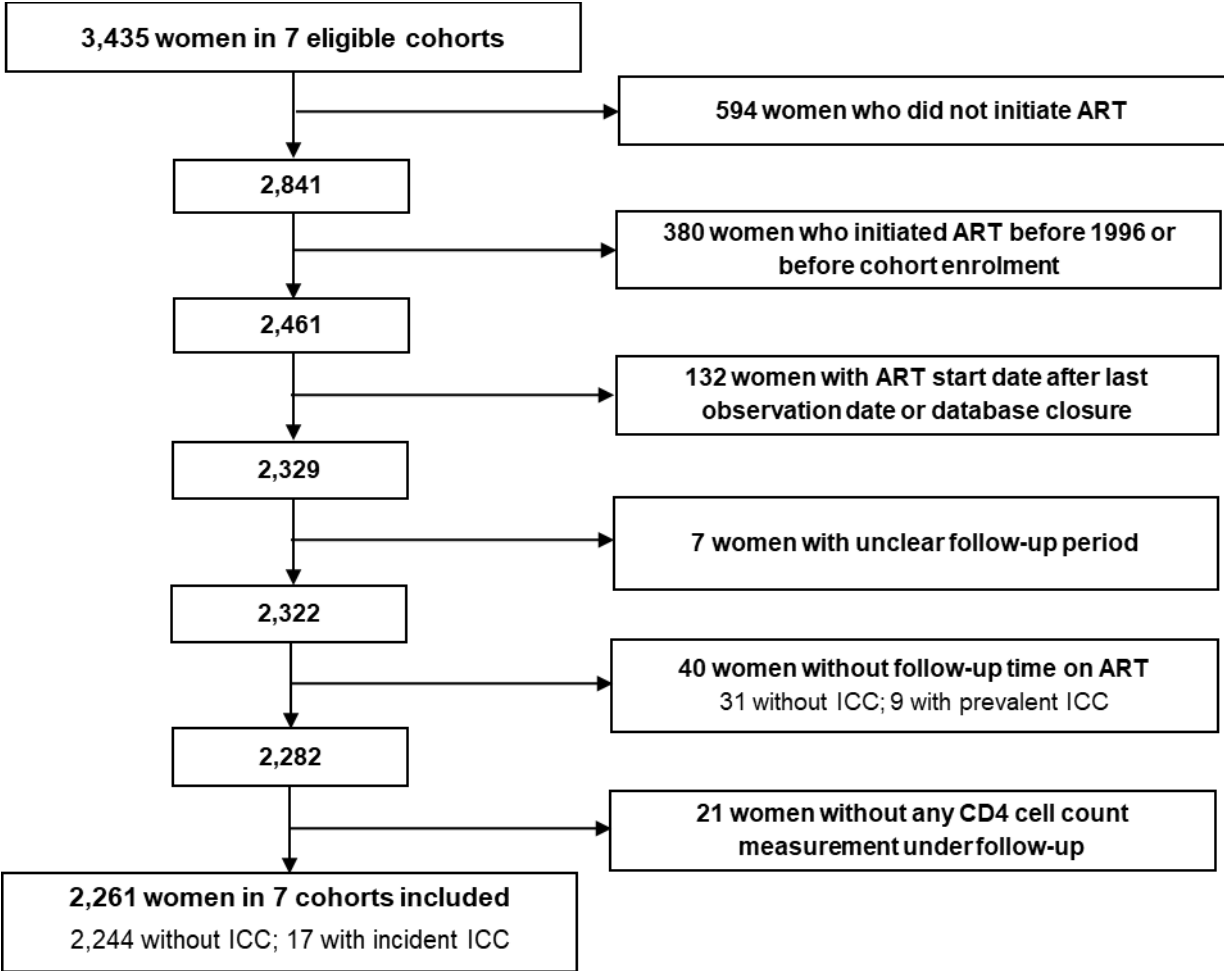 3,435 women in 7 eligible cohorts
594 women who did not initiate ART
2,841
380 women who initiated ART before 1996 or
before cohort enrolment
2,461
132 women with ART start date after last
observation date or database closure
2,329
7 women with unclear follow-up period
2,322
40 women without follow-up time on ART
31 without ICC; 9 with prevalent ICC
2,282
21 women without any CD4 cell count
measurement under follow-up
2,261 women in 7 cohorts included
2,244 without ICC; 17 with incident ICC